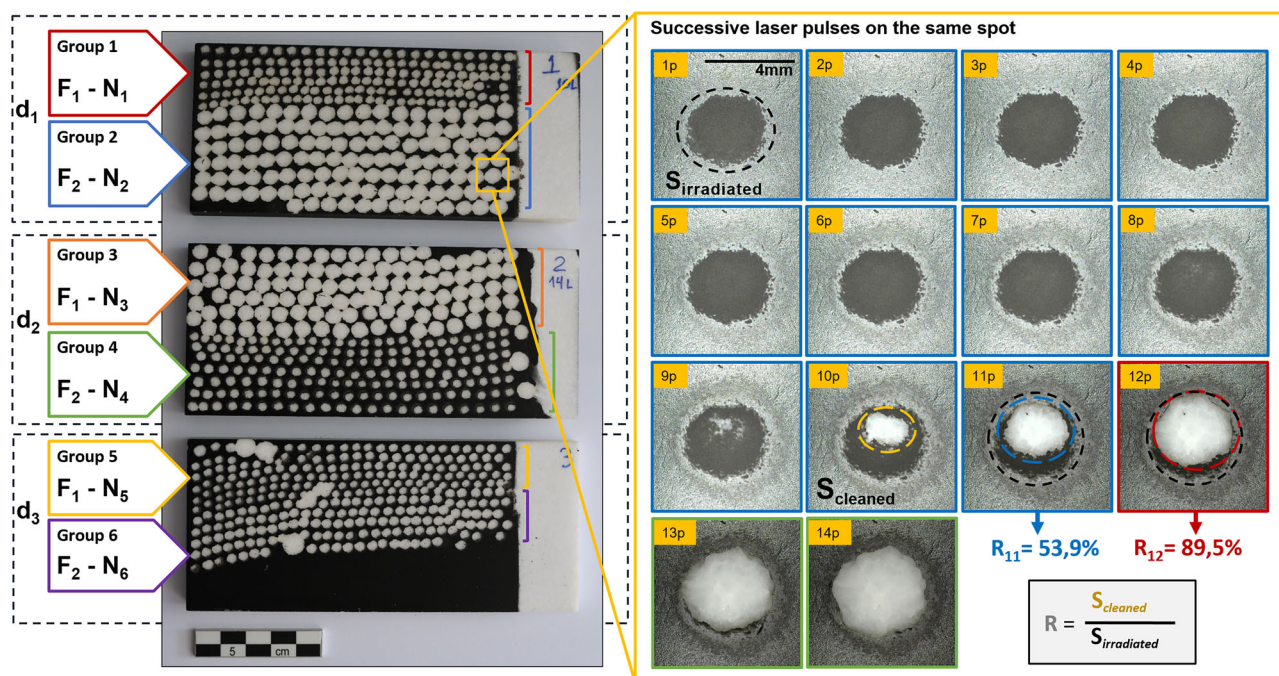 d1
Group 1
F1 - N1
Group 2
F2 - N2
d2
Group 3
F1 - N3
Group 4
F2 - N4
d3
Group 5
F1 - N5
Group 6
F2 - N6
1
2
14L
3
5 cm
Successive laser pulses on the same spot
1p
4mm
Sirradiated
2p
3p
4p
5p
6p
7p
8p
9p
10p
Scleaned
11p
12p
R11= 53,9%
R12= 89,5%
13p
14p
R = Scleaned
Sirradiated